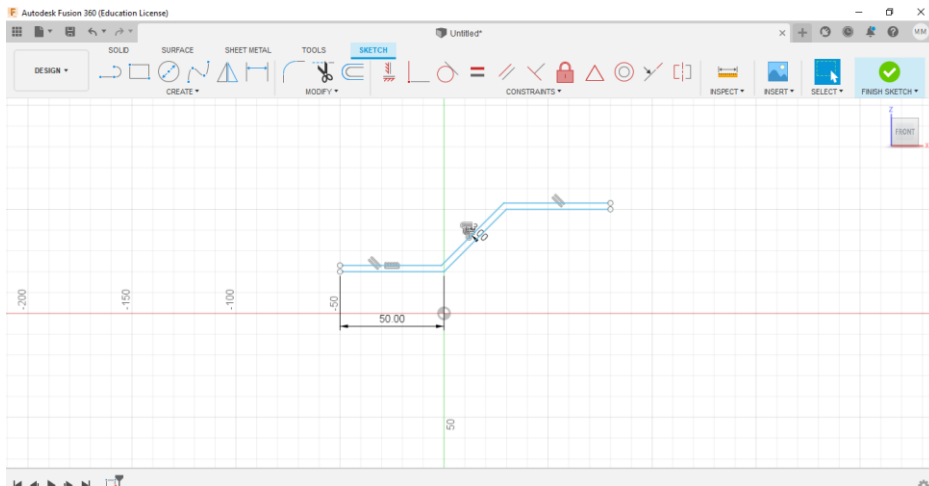 Autodesk Fusion 360 (Education License)
Untitled*
MM
SOLID SURFACE SHEET METAL TOOLS SKETCH
DESIGN
CREATE MODIFY CONSTRAINTS INSPECT INSERT SELECT FINISH SKETCH
Z
FRONT
X
-200 -150 -100 -50
50.00
50